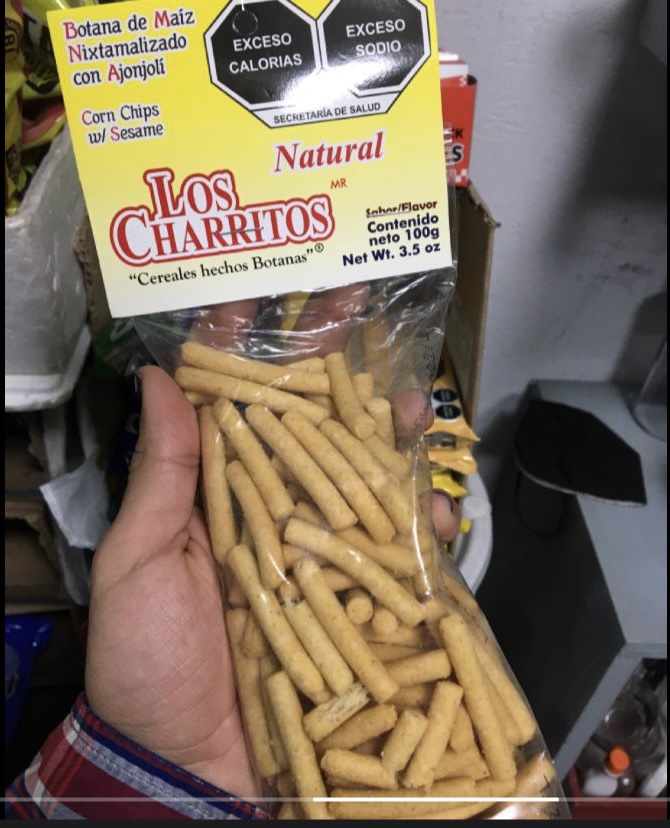 Botana de Maíz
Nixtamalizado
con Ajonjolí
Corn Chips
w/ Sesame
EXCESO
CALORIAS
EXCESO
SODIO
SECRETARÍA DE SALUD
Natural
LOS
CHARRITOS
MR
"Cereales hechos Botanas"®
Sabor/Flavor
Contenido
neto 100g
Net Wt. 3.5 oz